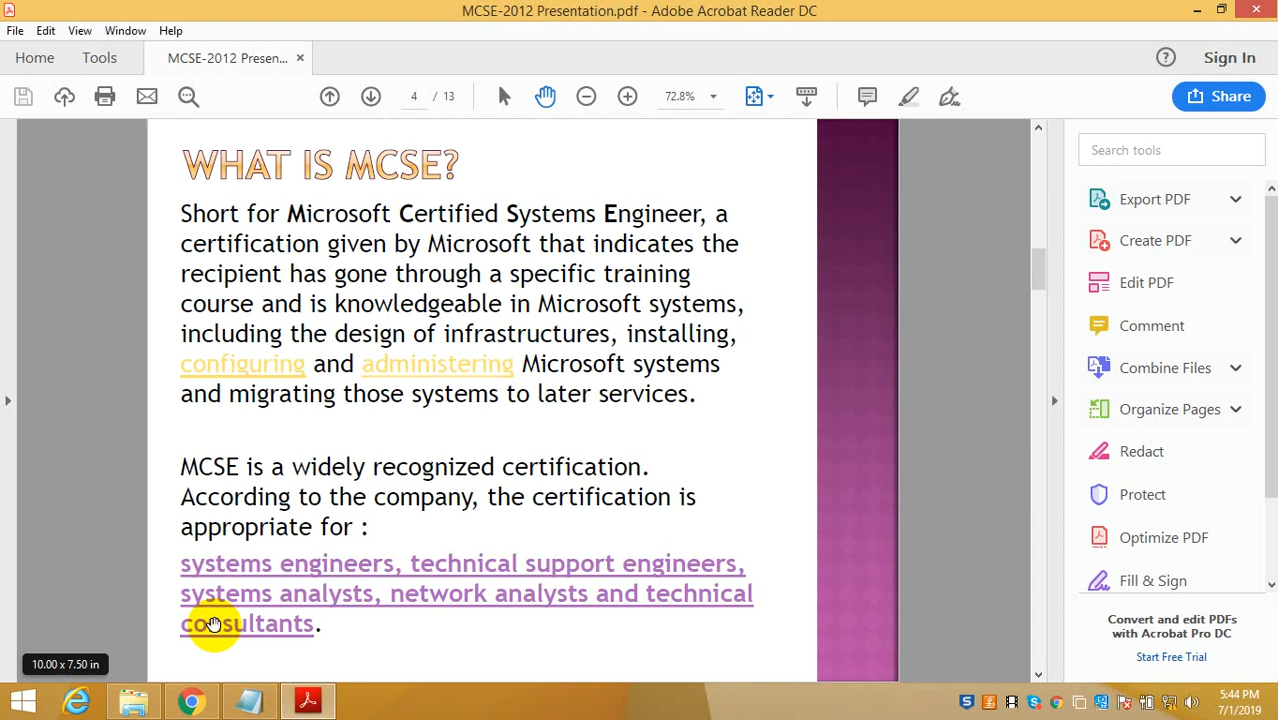 MCSE-2012 Presentation.pdf - Adobe Acrobat Reader DC
File Edit View Window Help
Home Tools MCSE-2012 Presen... × Sign In
4 / 13 72.8% Share
WHAT IS MCSE?
Short for Microsoft Certified Systems Engineer, a
certification given by Microsoft that indicates the
recipient has gone through a specific training
course and is knowledgeable in Microsoft systems,
including the design of infrastructures, installing,
configuring and administering Microsoft systems
and migrating those systems to later services.
MCSE is a widely recognized certification.
According to the company, the certification is
appropriate for :
systems engineers, technical support engineers,
systems analysts, network analysts and technical
consultants.
10.00 x 7.50 in
Search tools
Export PDF
Create PDF
Edit PDF
Comment
Combine Files
Organize Pages
Redact
Protect
Optimize PDF
Fill & Sign
Convert and edit PDFs
with Acrobat Pro DC
Start Free Trial
5:44 PM
7/1/2019